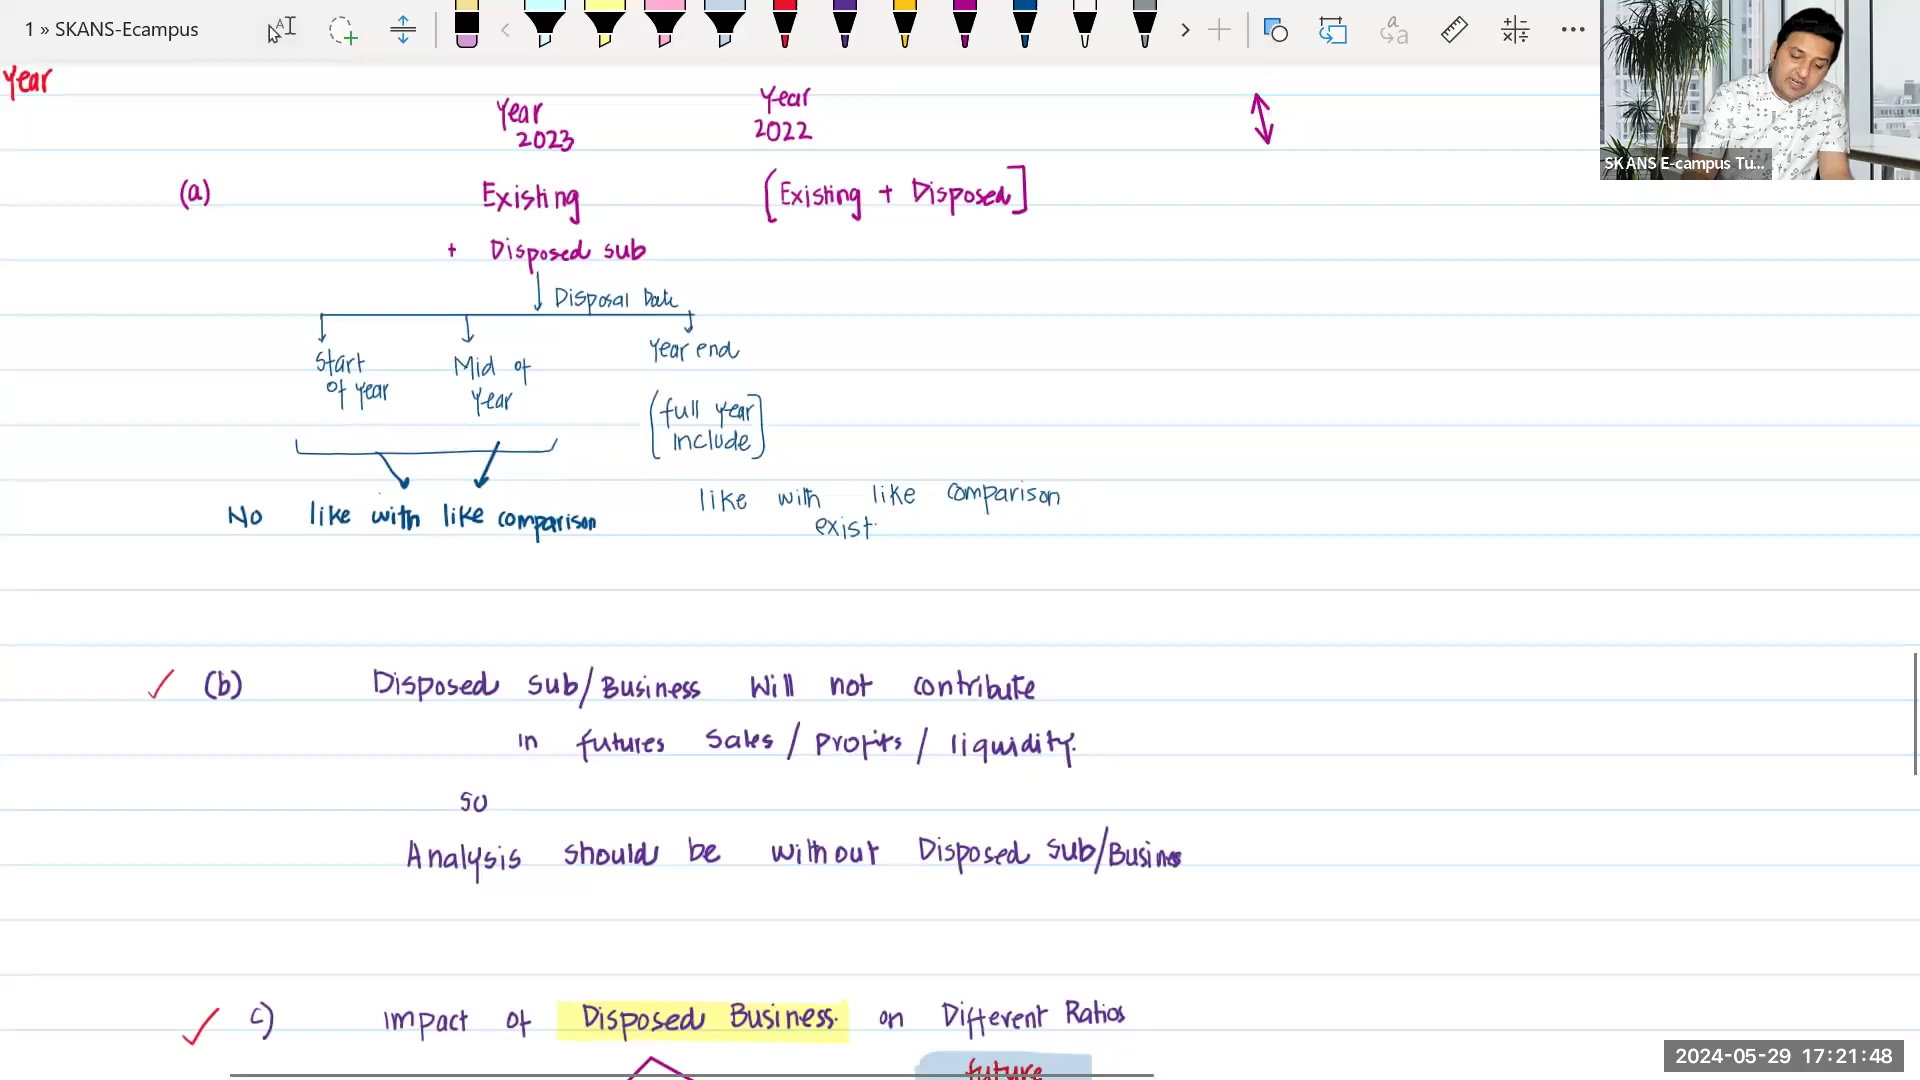 1 » SKANS-Ecampus
Year
Year
2023
Year
2022
SKANS E-campus Tu...
(a)
Existing
[Existing + Disposed]
+ Disposed sub
Disposal Date
Start
of year
Mid of
year
Year end
[full year
include]
No like with like comparison
like with like comparison
exist
(b) Disposed sub/Business will not contribute
in futures sales / profits / liquidity.
so
Analysis should be without Disposed sub/Business
c) impact of Disposed Business. on Different Ratios
future
2024-05-29 17:21:48